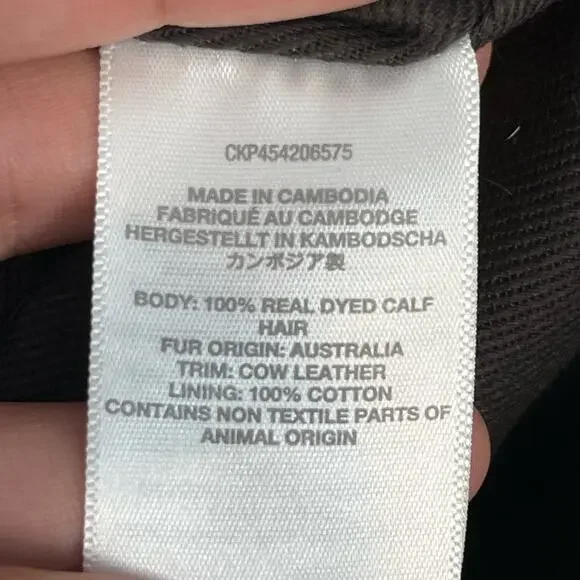 CKP454206575
MADE IN CAMBODIA
FABRIQUÉ AU CAMBODGE
HERGESTELLT IN KAMBODSCHA
カンボジア製
BODY: 100% REAL DYED CALF
HAIR
FUR ORIGIN: AUSTRALIA
TRIM: COW LEATHER
LINING: 100% COTTON
CONTAINS NON TEXTILE PARTS OF
ANIMAL ORIGIN